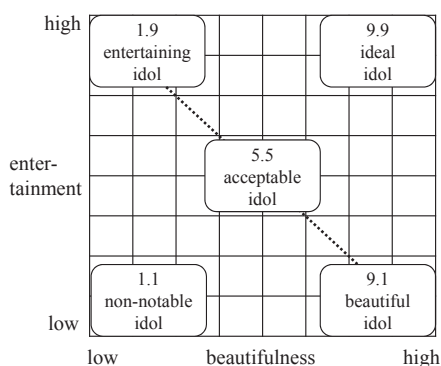 high
1.9
entertaining
idol
9.9
ideal
idol
enter-
tainment
5.5
acceptable
idol
1.1
non-notable
idol
9.1
beautiful
idol
low
low
beautifulness
high